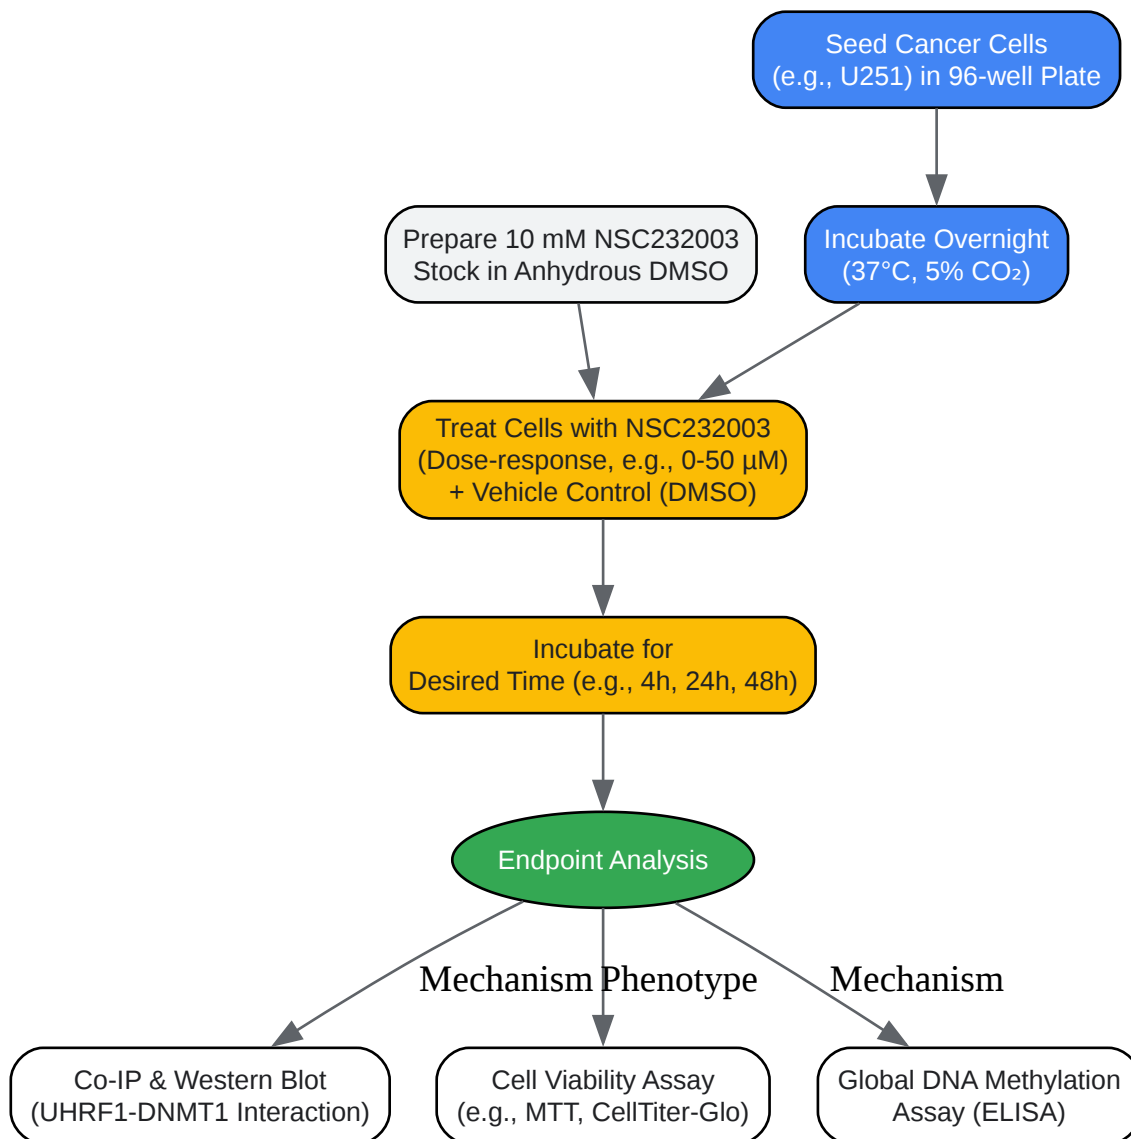 Seed Cancer Cells
(e.g., U251) in 96-well Plate
Prepare 10 mM NSC232003
Stock in Anhydrous DMSO
Incubate Overnight
(37°C, 5% CO₂)
Treat Cells with NSC232003
(Dose-response, e.g., 0-50 µM)
+ Vehicle Control (DMSO)
Incubate for
Desired Time (e.g., 4h, 24h, 48h)
Endpoint Analysis
Mechanism
Phenotype
Mechanism
Co-IP & Western Blot
(UHRF1-DNMT1 Interaction)
Cell Viability Assay
(e.g., MTT, CellTiter-Glo)
Global DNA Methylation
Assay (ELISA)